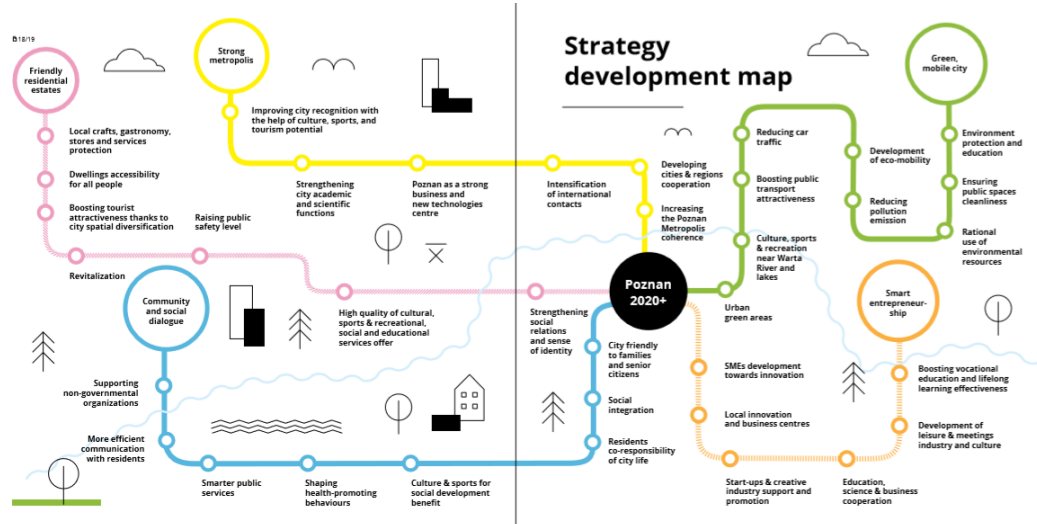 18/19
Strategy
development map
Friendly
residential
estates
Local crafts, gastronomy,
stores and services
protection
Dwellings accessibility
for all people
Boosting tourist
attractiveness thanks to
city spatial diversification
Revitalization
Raising public
safety level
High quality of cultural,
sports & recreational,
social and educational
services offer
Strengthening
social
relations
and sense
of identity
Strong
metropolis
Improving city recognition with
the help of culture, sports, and
tourism potential
Strengthening
city academic
and scientific
functions
Poznan as a strong
business and
new technologies
centre
Intensification
of international
contacts
Developing
cities & regions
cooperation
Increasing
the Poznan
Metropolis
coherence
Poznan
2020+
Green,
mobile city
Environment
protection and
education
Ensuring
public spaces
cleanliness
Rational
use of
environmental
resources
Reducing
pollution
emission
Development
of eco-mobility
Reducing car
traffic
Boosting public
transport
attractiveness
Culture, sports
& recreation
near Warta
River and
lakes
Urban
green areas
Community
and social
dialogue
Supporting
non-governmental
organizations
More efficient
communication
with residents
Smarter public
services
Shaping
health-promoting
behaviours
Culture & sports for
social development
benefit
Residents
co-responsibility
of city life
Social
integration
City friendly
to families
and senior
citizens
Smart
entrepreneur-
ship
Boosting vocational
education and lifelong
learning effectiveness
Development of
leisure & meetings
industry and culture
Education,
science & business
cooperation
Start-ups & creative
industry support and
promotion
Local innovation
and business centres
SMEs development
towards innovation